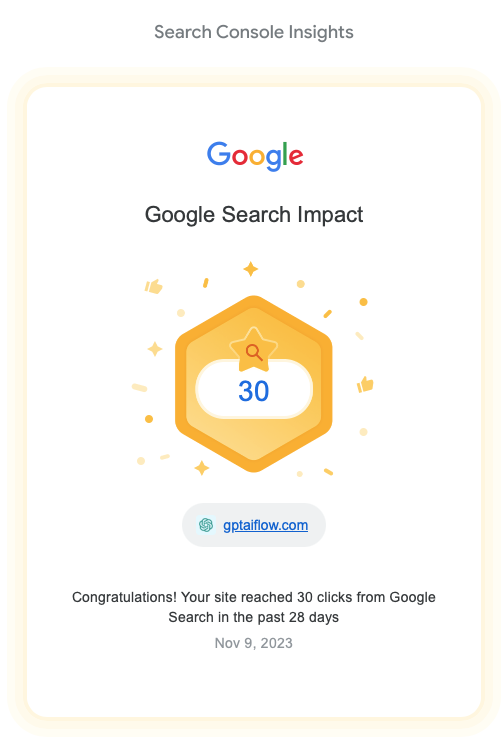 Search Console Insights
Google
Google Search Impact
30
gptaiflow.com
Congratulations! Your site reached 30 clicks from Google
Search in the past 28 days
Nov 9, 2023